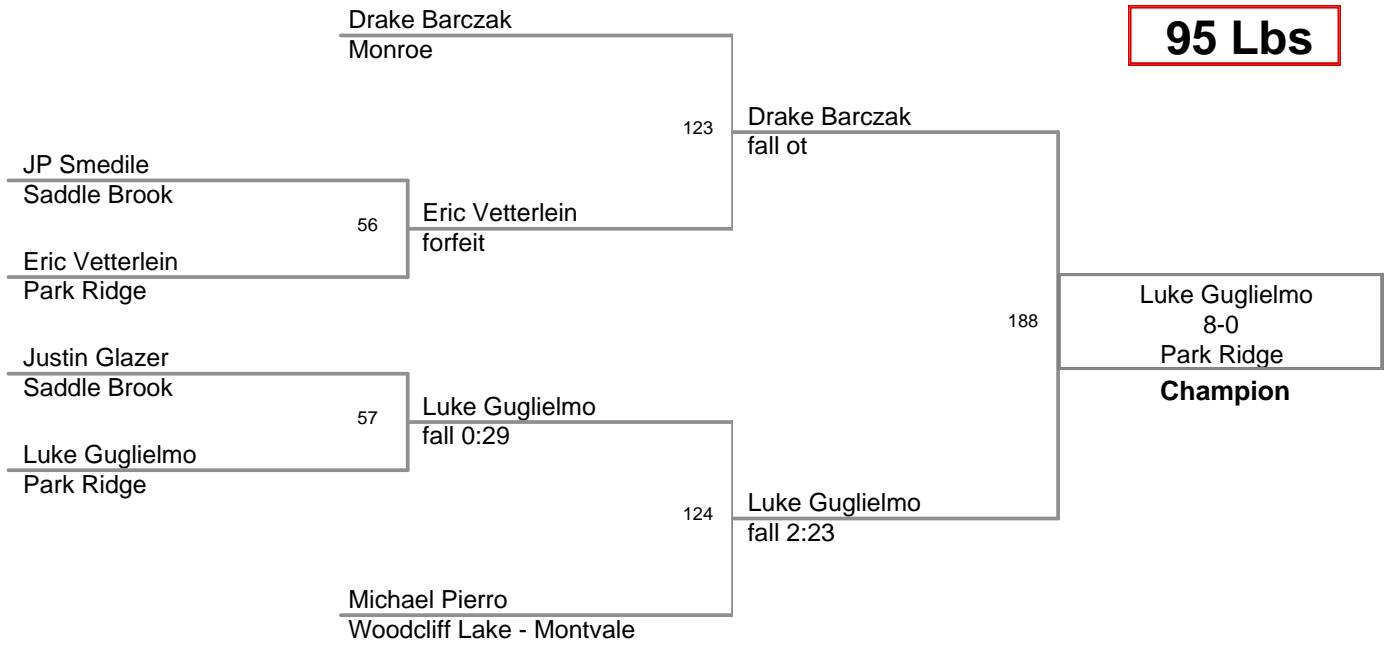 Drake Barczak
95 Lbs
Monroe
123
Drake Barczak
fall ot
JP Smedile
Saddle Brook
56
Eric Vetterlein
forfeit
Eric Vetterlein
Park Ridge
188
Luke Guglielmo
8-0
Park Ridge
Champion
Justin Glazer
Saddle Brook
57
Luke Guglielmo
fall 0:29
Luke Guglielmo
Park Ridge
124
Luke Guglielmo
fall 2:23
Michael Pierro
Woodcliff Lake - Montvale